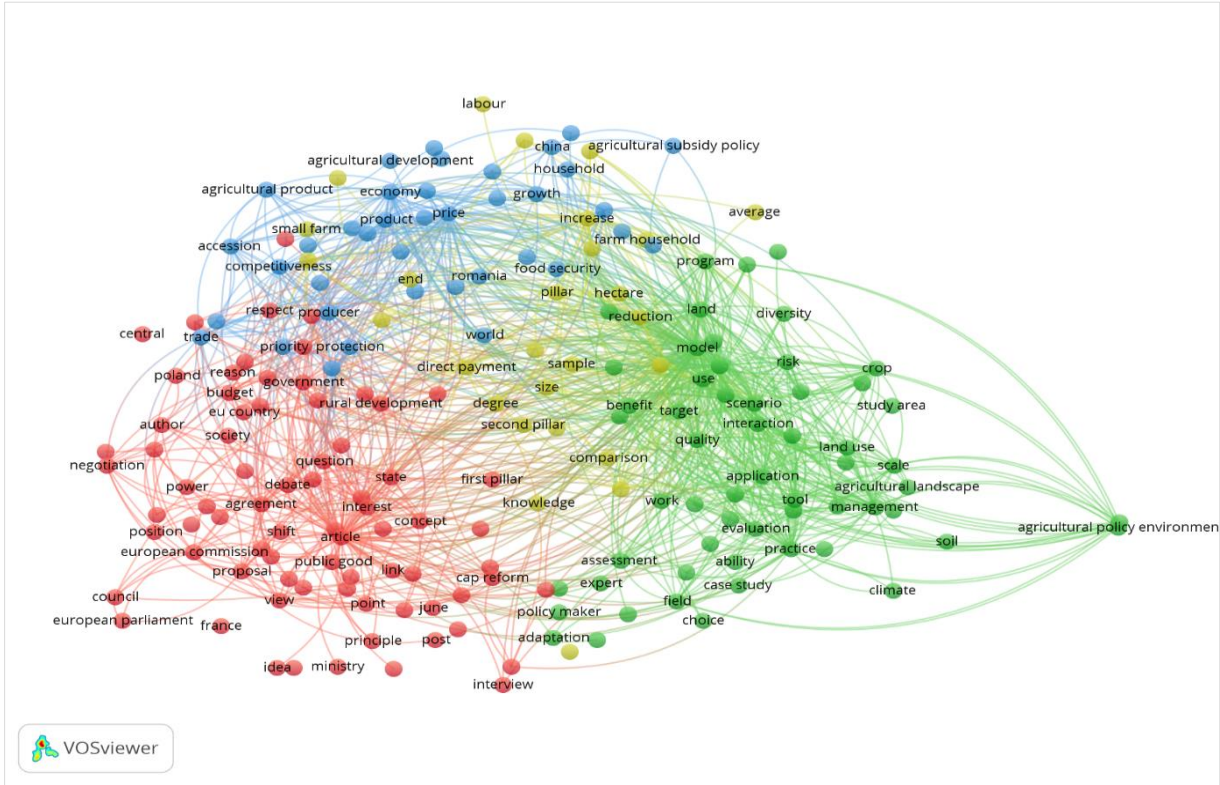 labour
china
agricultural subsidy policy
agricultural development
household
agricultural product
economy
growth
product
price
increase
average
small farm
farm household
accession
competitiveness
food security
program
end
romania
pillar
hectare
respect
producer
reduction
land
diversity
central
trade
world
priority
protection
model
direct payment
sample
risk
poland
reason
government
use
crop
budget
size
eu country
rural development
degree
benefit
target
scenario
study area
author
society
second pillar
interaction
quality
negotiation
question
comparison
land use
scale
debate
state
first pillar
application
power
agricultural landscape
agreement
interest
knowledge
work
tool
management
position
shift
article
concept
evaluation
agricultural policy environmen
european commission
practice
soil
proposal
public good
link
cap reform
assessment
ability
council
view
point
june
expert
case study
climate
european parliament
france
policy maker
field
choice
principle
post
adaptation
idea
ministry
interview
VOSviewer